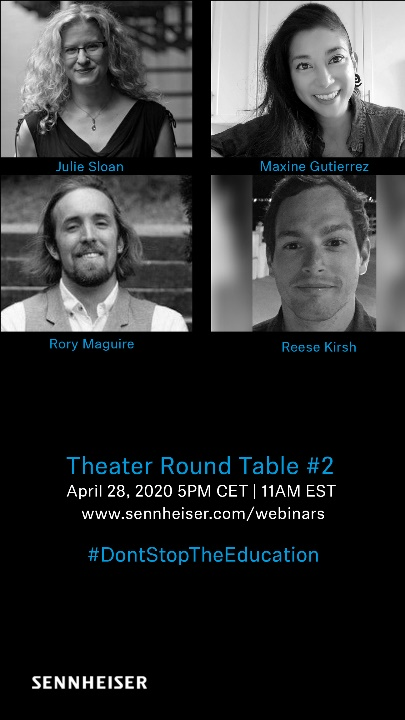 Julie Sloan
Maxine Gutierrez
Rory Maguire
Reese Kirsh
Theater Round Table #2
April 28, 2020 5PM CET | 11AM EST
www.sennheiser.com/webinars
#DontStopTheEducation
SENNHEISER